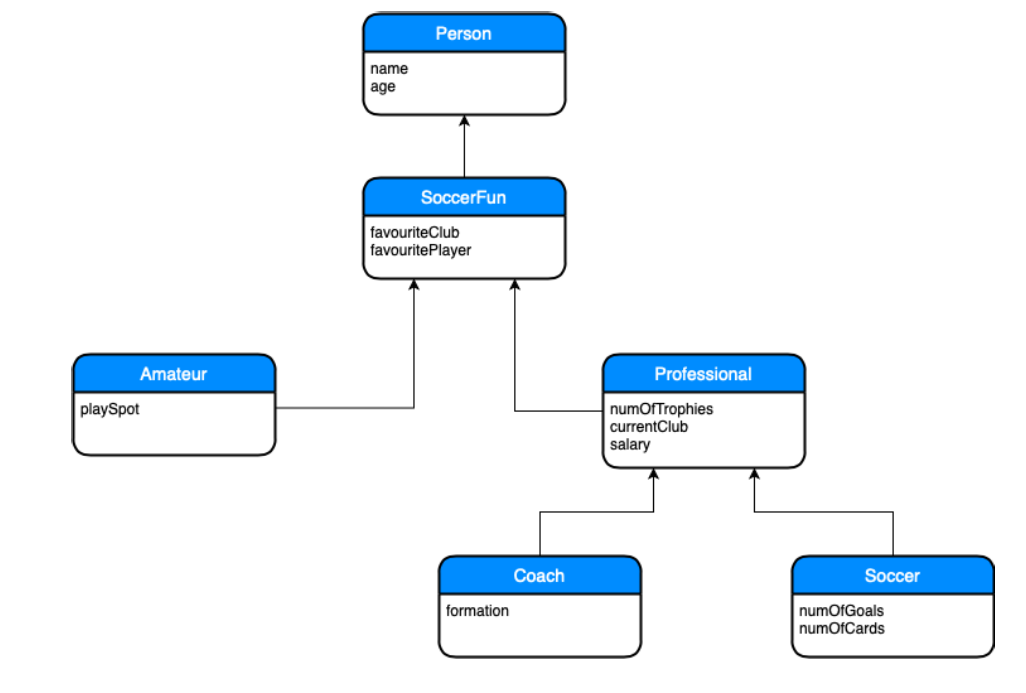 Person
name
age
SoccerFun
favouriteClub
favouritePlayer
Amateur
playSpot
Professional
numOfTrophies
currentClub
salary
Coach
formation
Soccer
numOfGoals
numOfCards